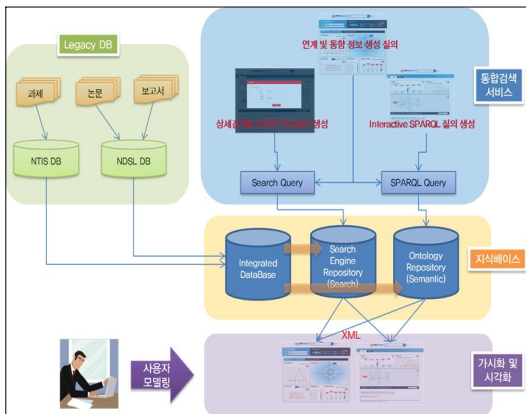 Legacy DB
과제
논문
보고서
NTIS DB
NDSL DB
연계 및 동향 정보 생성 질의
Interactive SPARQL 질의 생성
Search Query
SPARQL Query
통합검색
서비스
Integrated
DataBase
Search
Engine
Repository
(Search)
Ontology
Repository
(Semantic)
지식베이스
사용자
모델링
XML
가시화 및
시각화